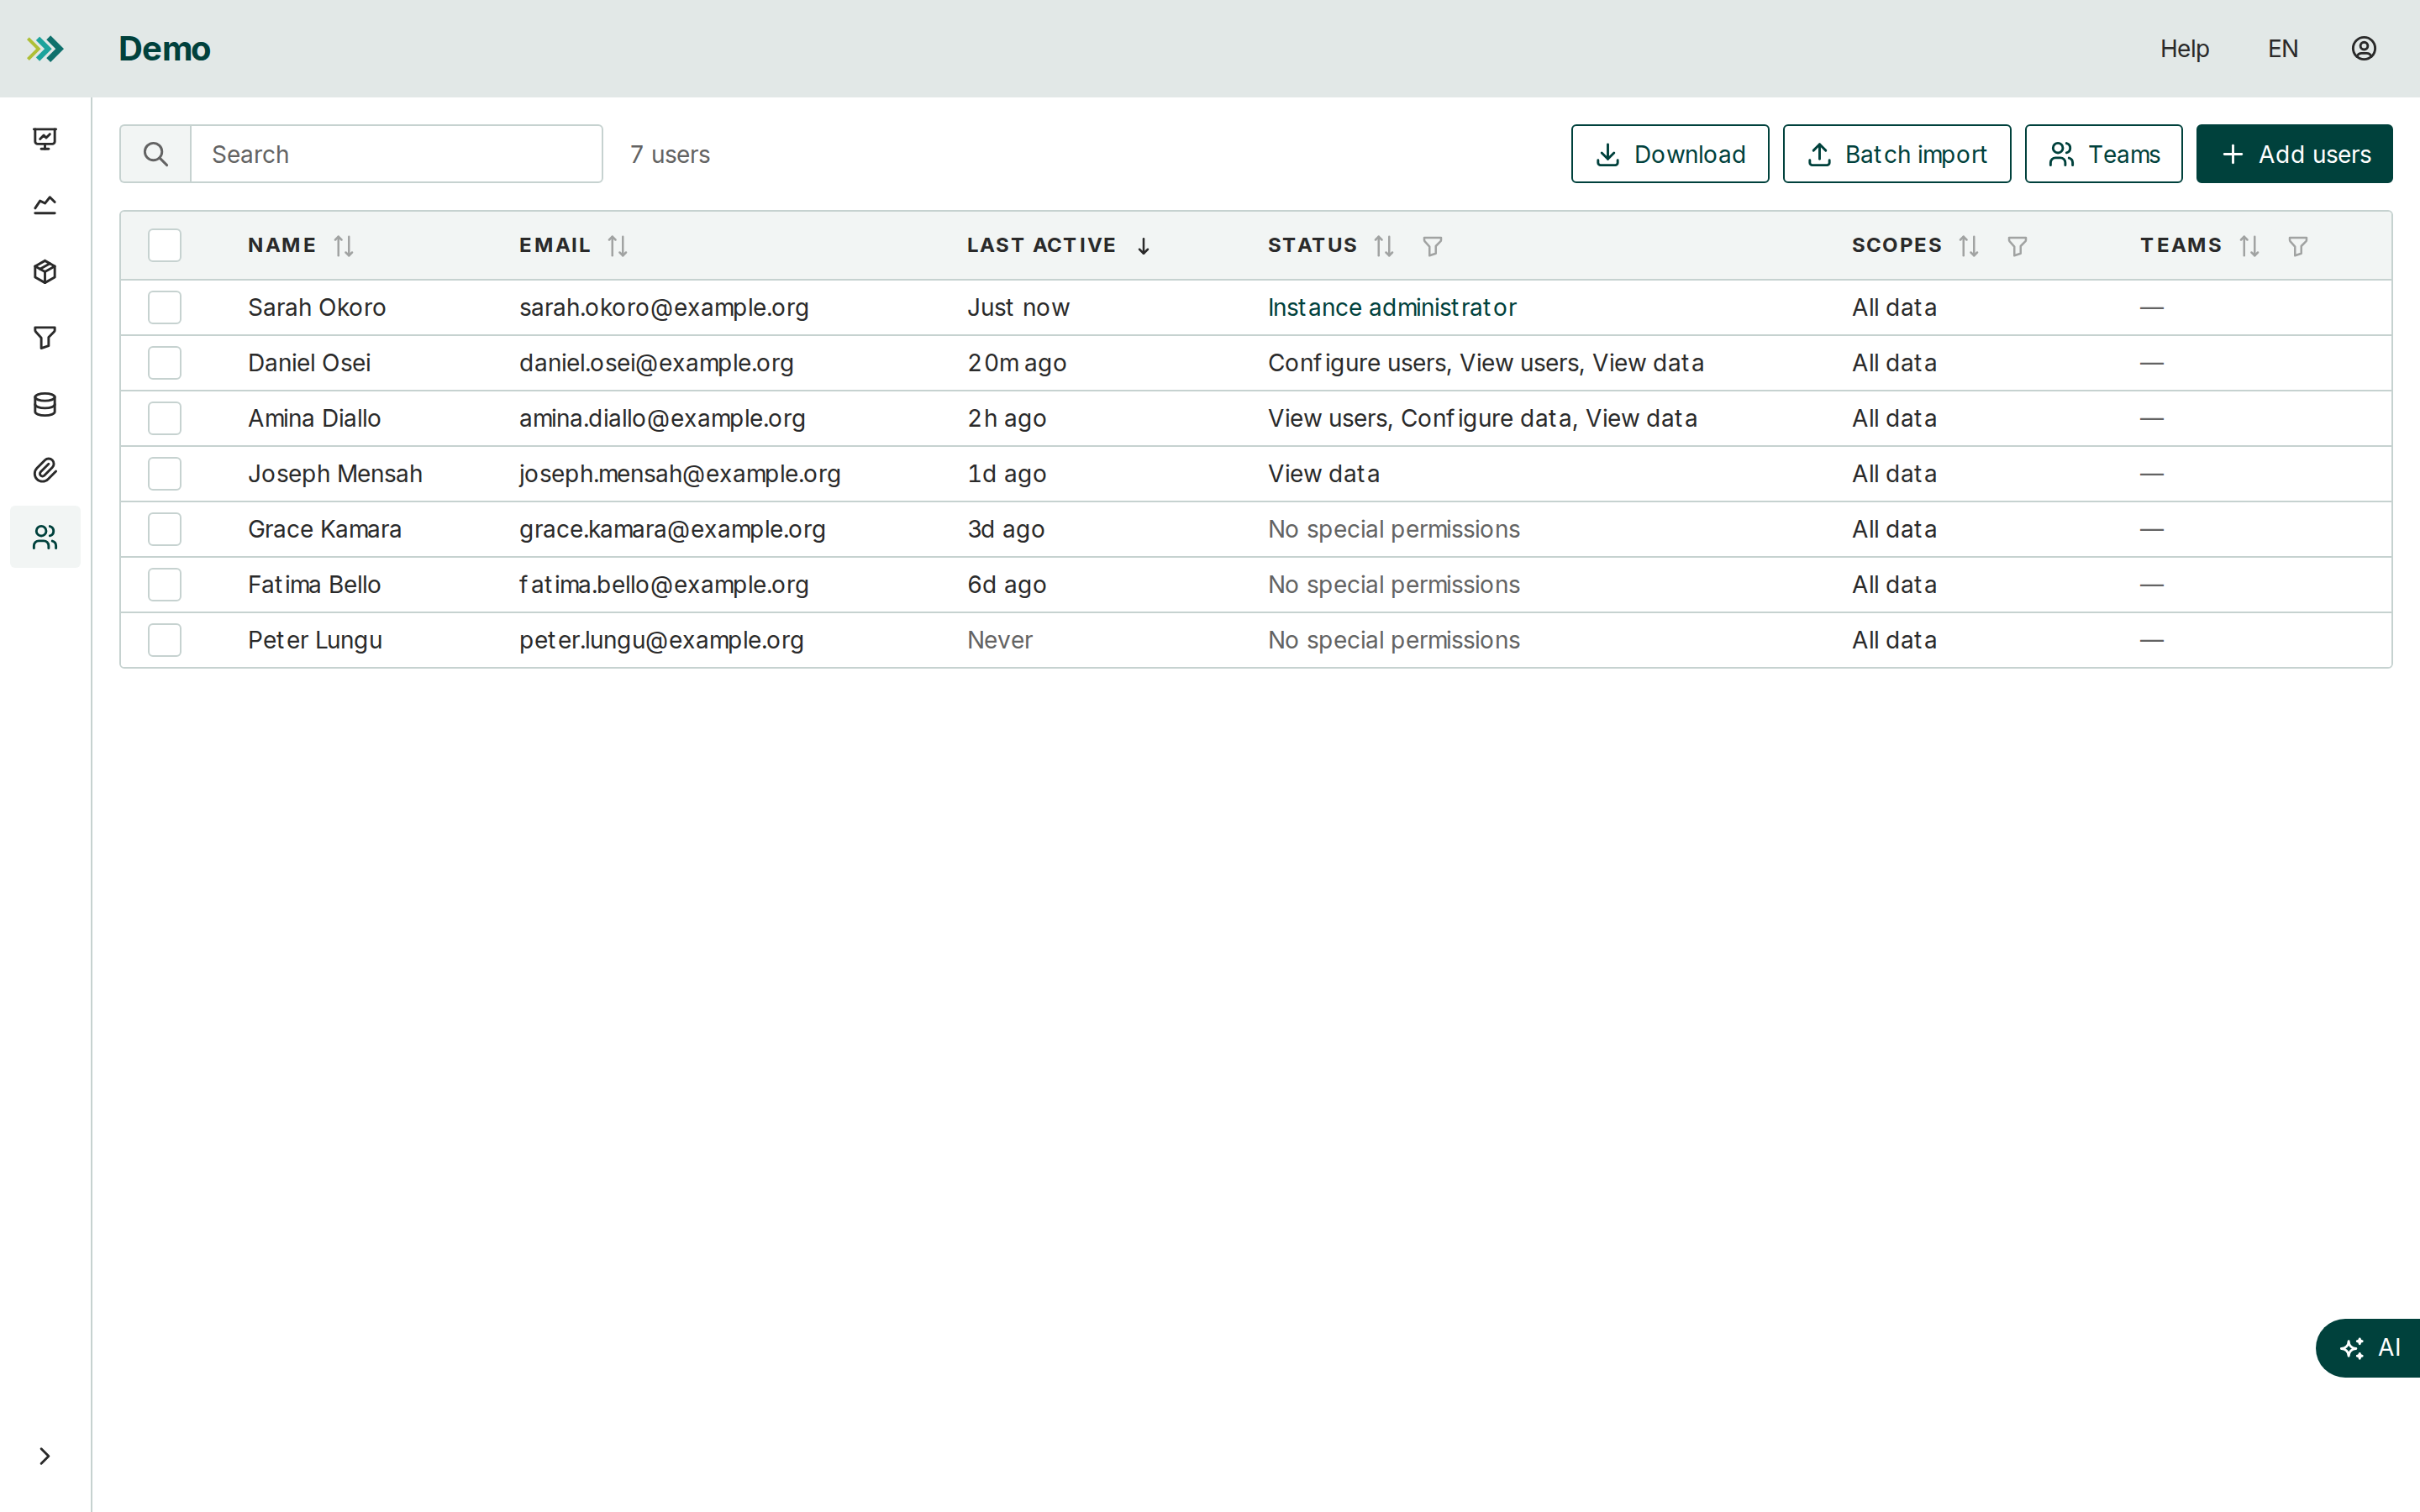 Demo
Help
EN
Search
7 users
Download
Batch import
Teams
Add users
NAME EMAIL LAST ACTIVE STATUS SCOPES TEAMS
Sarah Okoro sarah.okoro@example.org Just now Instance administrator All data —
Daniel Osei daniel.osei@example.org 20m ago Configure users, View users, View data All data —
Amina Diallo amina.diallo@example.org 2h ago View users, Configure data, View data All data —
Joseph Mensah joseph.mensah@example.org 1d ago View data All data —
Grace Kamara grace.kamara@example.org 3d ago No special permissions All data —
Fatima Bello fatima.bello@example.org 6d ago No special permissions All data —
Peter Lungu peter.lungu@example.org Never No special permissions All data —
AI